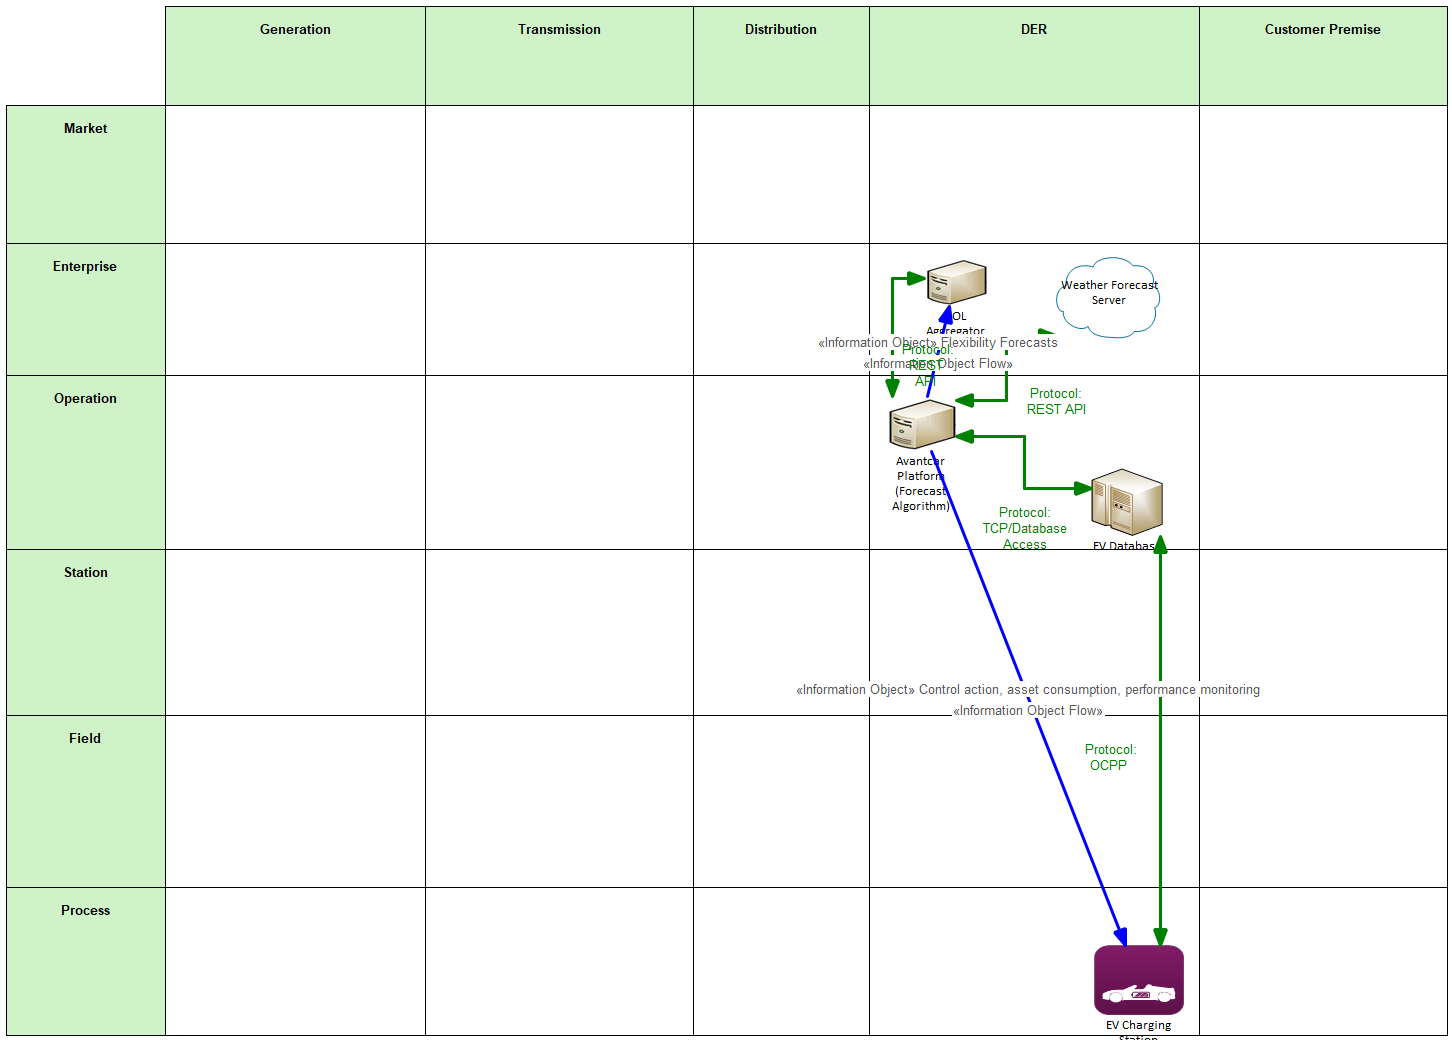 Generation
Transmission
Distribution
DER
Customer Premise
Market
Enterprise
Weather Forecast
Server
OL
Aggregator
«Information Object» Flexibility Forecasts
Protocol:
REST
API
«Information Object Flow»
Operation
Protocol:
REST API
Avantcar
Platform
(Forecast
Algorithm)
Protocol:
TCP/Database
Access
EV Database
Station
«Information Object» Control action, asset consumption, performance monitoring
«Information Object Flow»
Field
Protocol:
OCPP
Process
EV Charging
Station